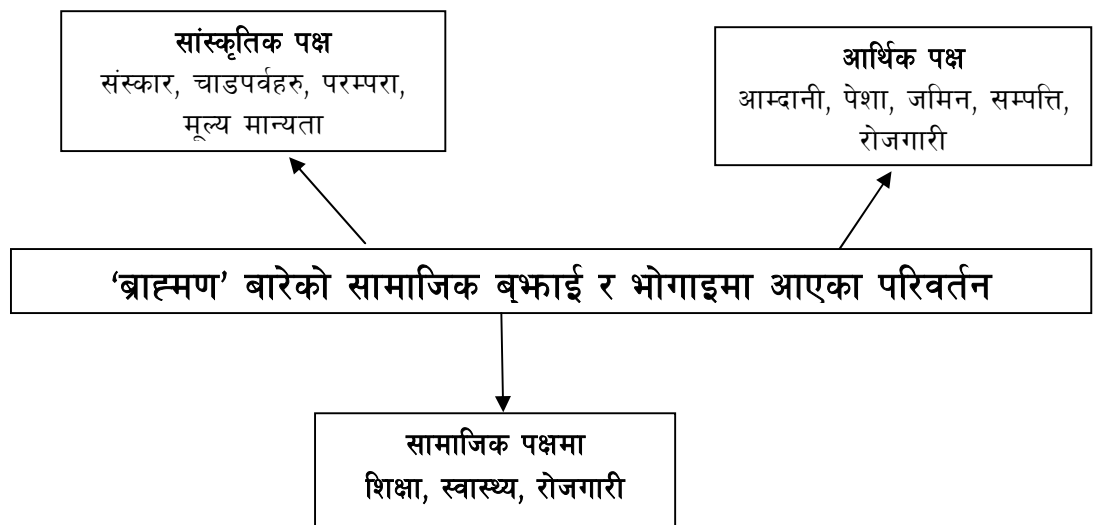 सांस्कृतिक पक्ष
संस्कार, चाडपर्वहरु, परम्परा,
मूल्य मान्यता
आर्थिक पक्ष
आम्दानी, पेशा, जमिन, सम्पत्ति,
रोजगारी
‘ब्राह्मण’ बारेको सामाजिक बुझाई र भोगाइमा आएका परिवर्तन
सामाजिक पक्षमा
शिक्षा, स्वास्थ्य, रोजगारी